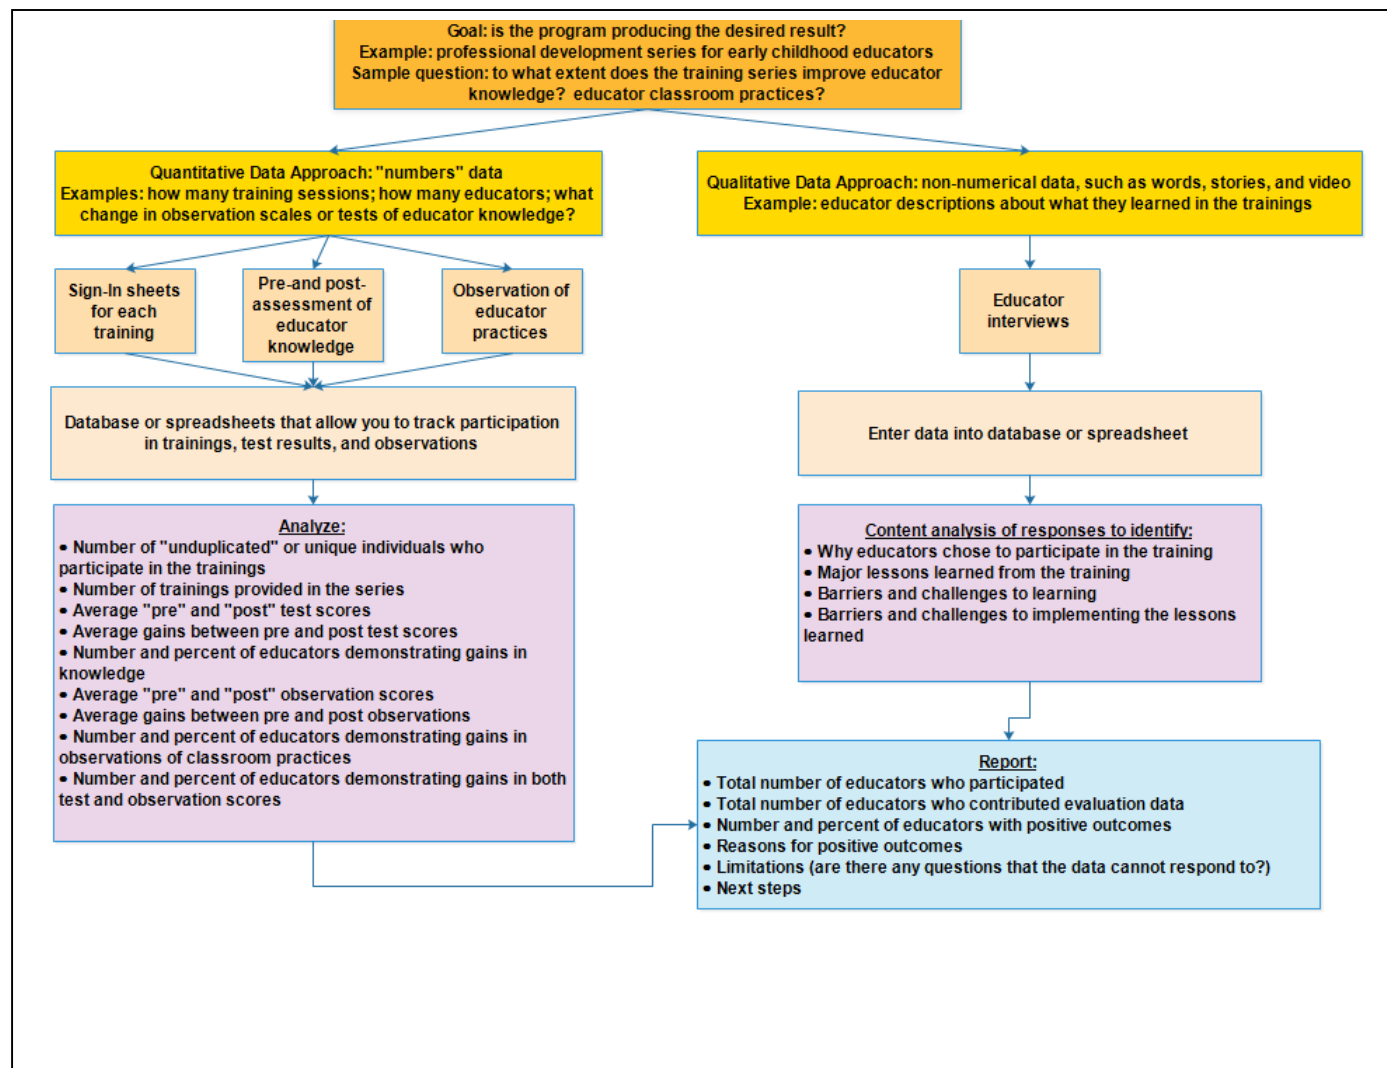 Goal: is the program producing the desired result?
Example: professional development series for early childhood educators
Sample question: to what extent does the training series improve educator
knowledge?  educator classroom practices?
Quantitative Data Approach: "numbers" data
Examples: how many training sessions; how many educators; what
change in observation scales or tests of educator knowledge?
Qualitative Data Approach: non-numerical data, such as words, stories, and video
Example: educator descriptions about what they learned in the trainings
Sign-In sheets
for each
training
Pre-and post-
assessment of
educator
knowledge
Observation of
educator
practices
Educator
interviews
Database or spreadsheets that allow you to track participation
in trainings, test results, and observations
Enter data into database or spreadsheet
Analyze:
• Number of "unduplicated" or unique individuals who
participate in the trainings
• Number of trainings provided in the series
• Average "pre" and "post" test scores
• Average gains between pre and post test scores
• Number and percent of educators demonstrating gains in
knowledge
• Average "pre" and "post" observation scores
• Average gains between pre and post observations
• Number and percent of educators demonstrating gains in
observations of classroom practices
• Number and percent of educators demonstrating gains in both
test and observation scores
Content analysis of responses to identify:
• Why educators chose to participate in the training
• Major lessons learned from the training
• Barriers and challenges to learning
• Barriers and challenges to implementing the lessons
learned
Report:
• Total number of educators who participated
• Total number of educators who contributed evaluation data
• Number and percent of educators with positive outcomes
• Reasons for positive outcomes
• Limitations (are there any questions that the data cannot respond to?)
• Next steps